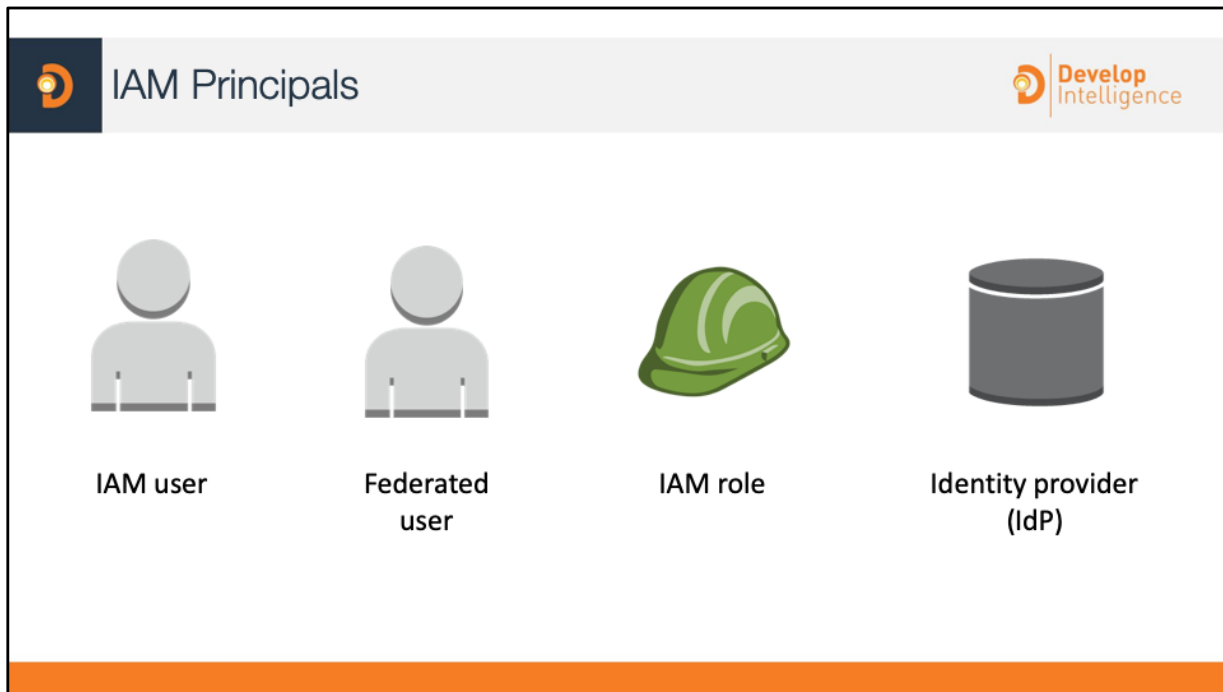 IAM Principals
Develop
Intelligence
IAM user
Federated
user
IAM role
Identity provider
(IdP)